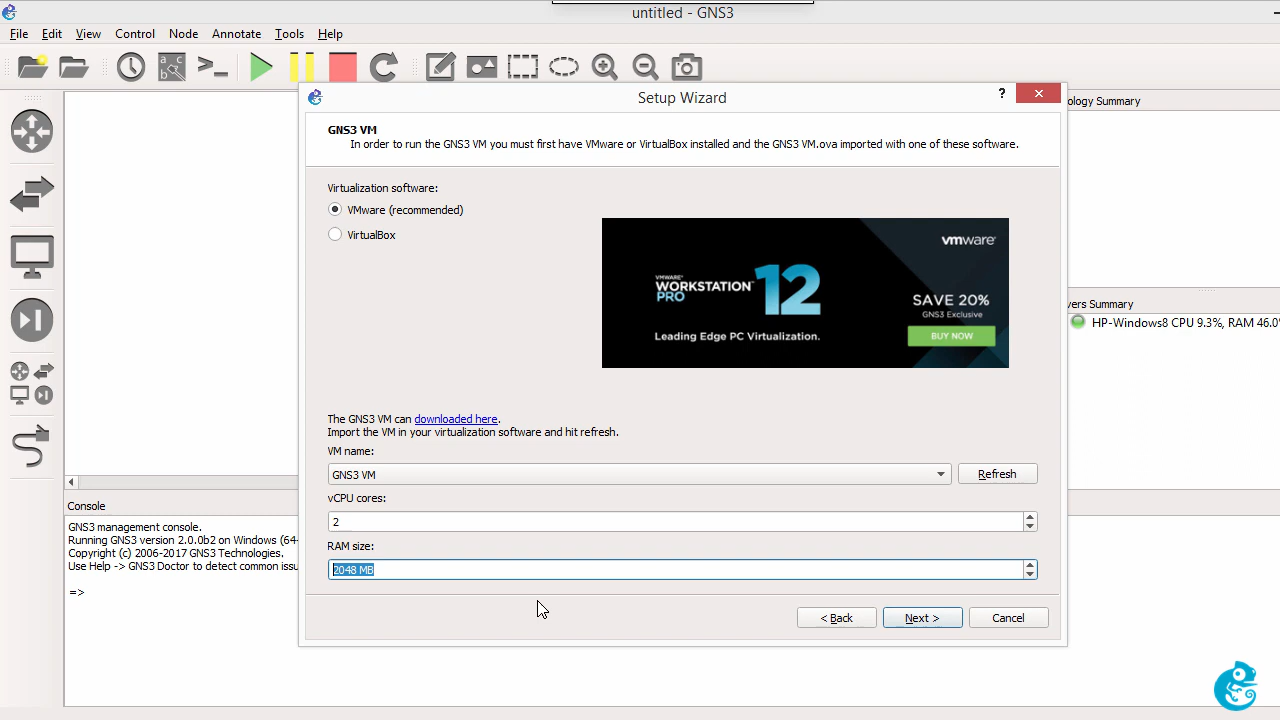 untitled - GNS3
File Edit View Control Node Annotate Tools Help
Setup Wizard
?
GNS3 VM
In order to run the GNS3 VM you must first have VMware or VirtualBox installed and the GNS3 VM.ova imported with one of these software.
Virtualization software:
VMware (recommended)
VirtualBox
vmware
VMWARE
WORKSTATION 12
PRO
Leading Edge PC Virtualization.
SAVE 20%
GNS3 Exclusive
BUY NOW
The GNS3 VM can downloaded here.
Import the VM in your virtualization software and hit refresh.
VM name:
GNS3 VM
Refresh
vCPU cores:
2
RAM size:
2048 MB
< Back
Next >
Cancel
ology Summary
vers Summary
HP-Windows8 CPU 9.3%, RAM 46.0%
Console
GNS3 management console.
Running GNS3 version 2.0.0b2 on Windows (64-
Copyright (c) 2006-2017 GNS3 Technologies.
Use Help -> GNS3 Doctor to detect common issu
=>